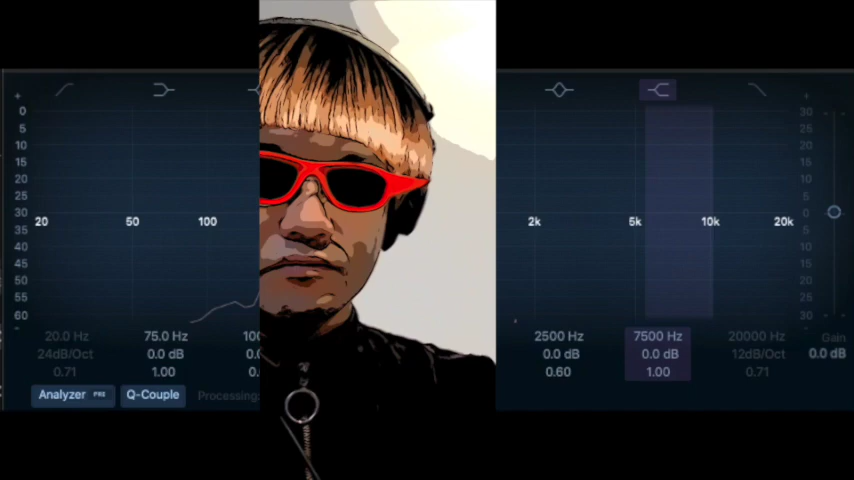 + +
0 30
5 25
10 20
15 15
20 10
25 5
30 20 50 100 2k 5k 10k 20k 0
35 5
40 10
45 15
50 20
55 25
60 30
- -
20.0 Hz 75.0 Hz 2500 Hz 7500 Hz 20000 Hz Gain
24dB/Oct 0.0 dB 0.0 dB 0.0 dB 12dB/Oct 0.0 dB
0.71 1.00 0.60 1.00 0.71
Analyzer PRE Q-Couple Processing: